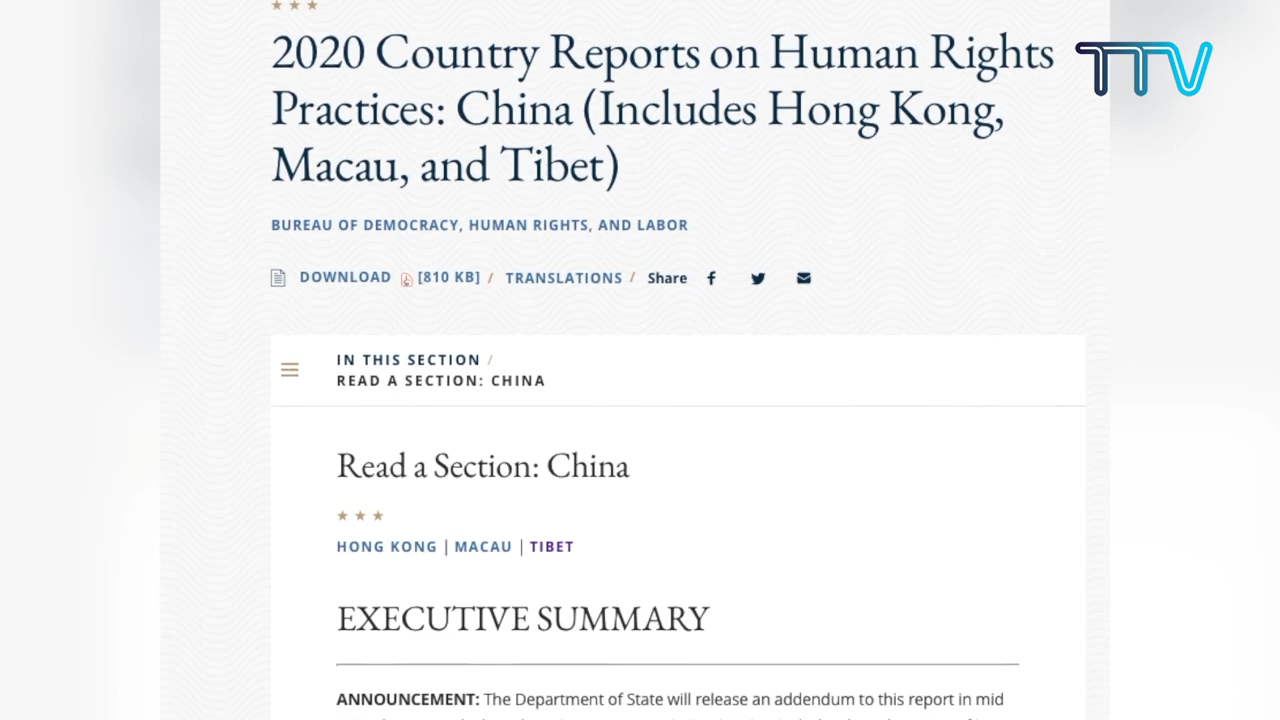 2020 Country Reports on Human Rights
Practices: China (Includes Hong Kong,
Macau, and Tibet)
TTV
BUREAU OF DEMOCRACY, HUMAN RIGHTS, AND LABOR
DOWNLOAD [810 KB] / TRANSLATIONS / Share
IN THIS SECTION /
READ A SECTION: CHINA
Read a Section: China
HONG KONG | MACAU | TIBET
EXECUTIVE SUMMARY
ANNOUNCEMENT: The Department of State will release an addendum to this report in mid